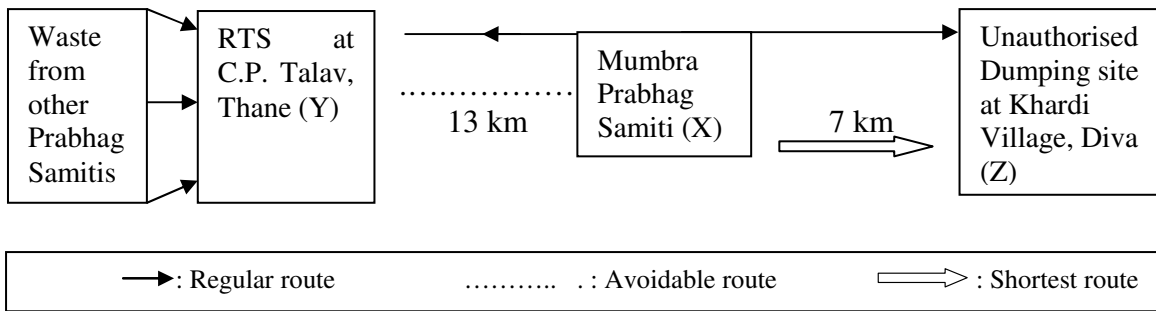 Waste
from
other
Prabhag
Samitis
RTS at
C.P. Talav,
Thane (Y)
13 km
Mumbra
Prabhag
Samiti (X)
7 km
Unauthorised
Dumping site
at Khardi
Village, Diva
(Z)
: Regular route
……….. . : Avoidable route
: Shortest route